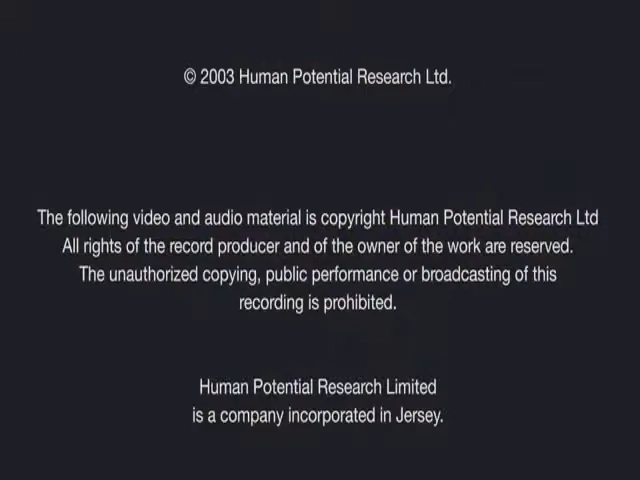 © 2003 Human Potential Research Ltd.
The following video and audio material is copyright Human Potential Research Ltd
All rights of the record producer and of the owner of the work are reserved.
The unauthorized copying, public performance or broadcasting of this
recording is prohibited.
Human Potential Research Limited
is a company incorporated in Jersey.